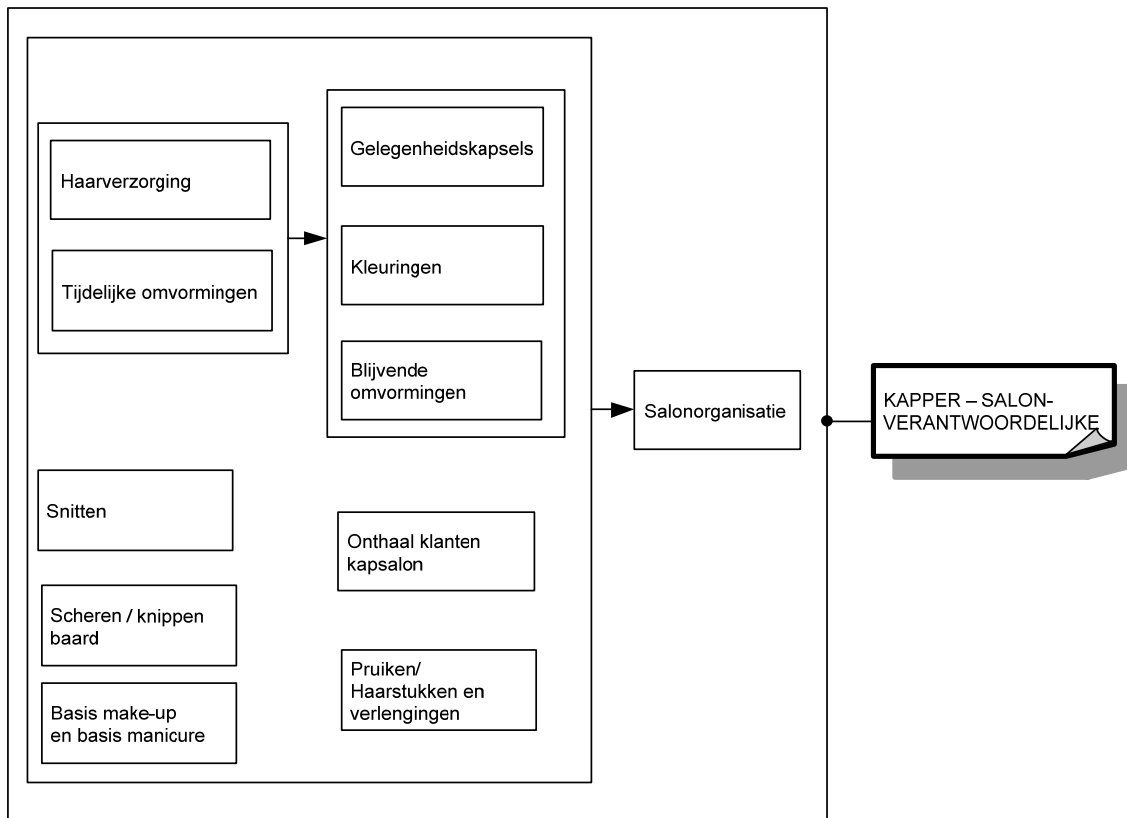 Haarverzorging
Tijdelijke omvormingen
Gelegenheidskapsels
Kleuringen
Blijvende
omvormingen
Snitten
Scheren / knippen
baard
Basis make-up
en basis manicure
Onthaal klanten
kapsalon
Pruiken/
Haarstukken en
verlengingen
Salonorganisatie
KAPPER – SALON-
VERANTWOORDELIJKE